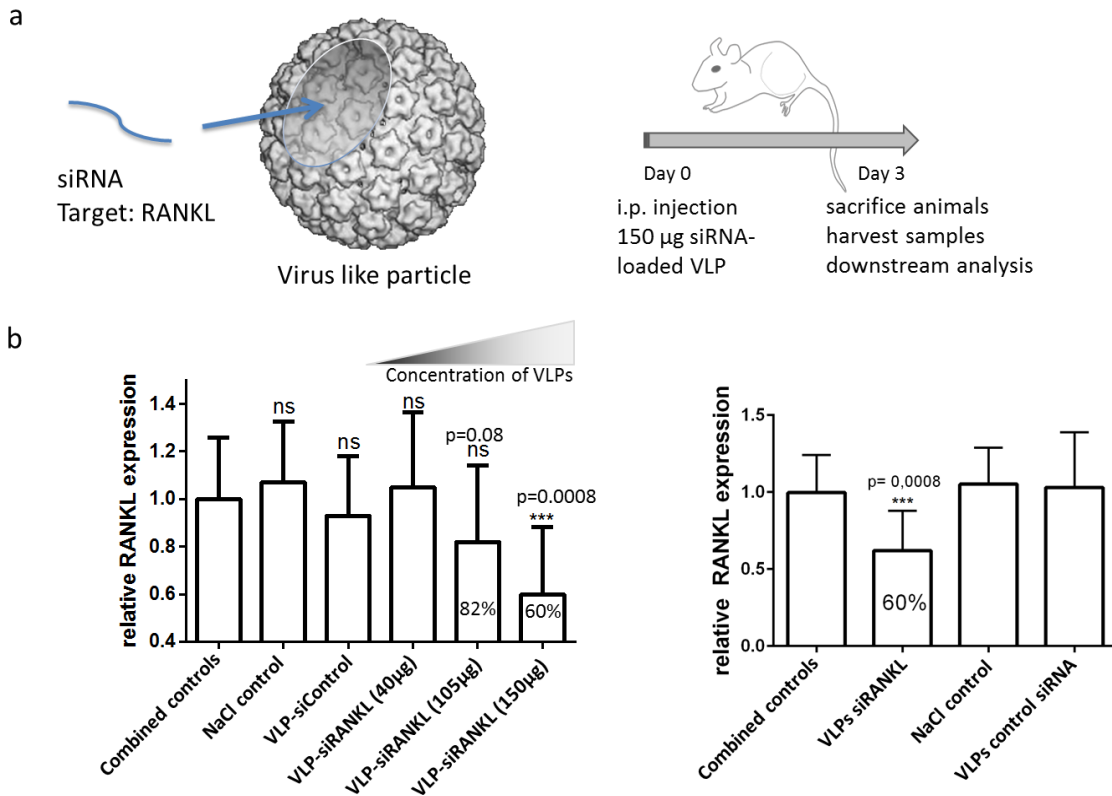 a
siRNA
Target: RANKL
Virus like particle
Day 0
Day 3
i.p. injection
150 µg siRNA-
loaded VLP
sacrifice animals
harvest samples
downstream analysis
b
Concentration of VLPs
relative RANKL expression
1.4
1.2
1.0
0.8
0.6
0.4
ns
ns
ns
p=0.08
ns
p=0.0008
***
82%
60%
Combined controls
NaCl control
VLP-siControl
VLP-siRANKL (40µg)
VLP-siRANKL (105µg)
VLP-siRANKL (150µg)
relative RANKL expression
1.5
1.0
0.5
0.0
p= 0,0008
***
60%
Combined controls
VLPs siRANKL
NaCl control
VLPs control siRNA